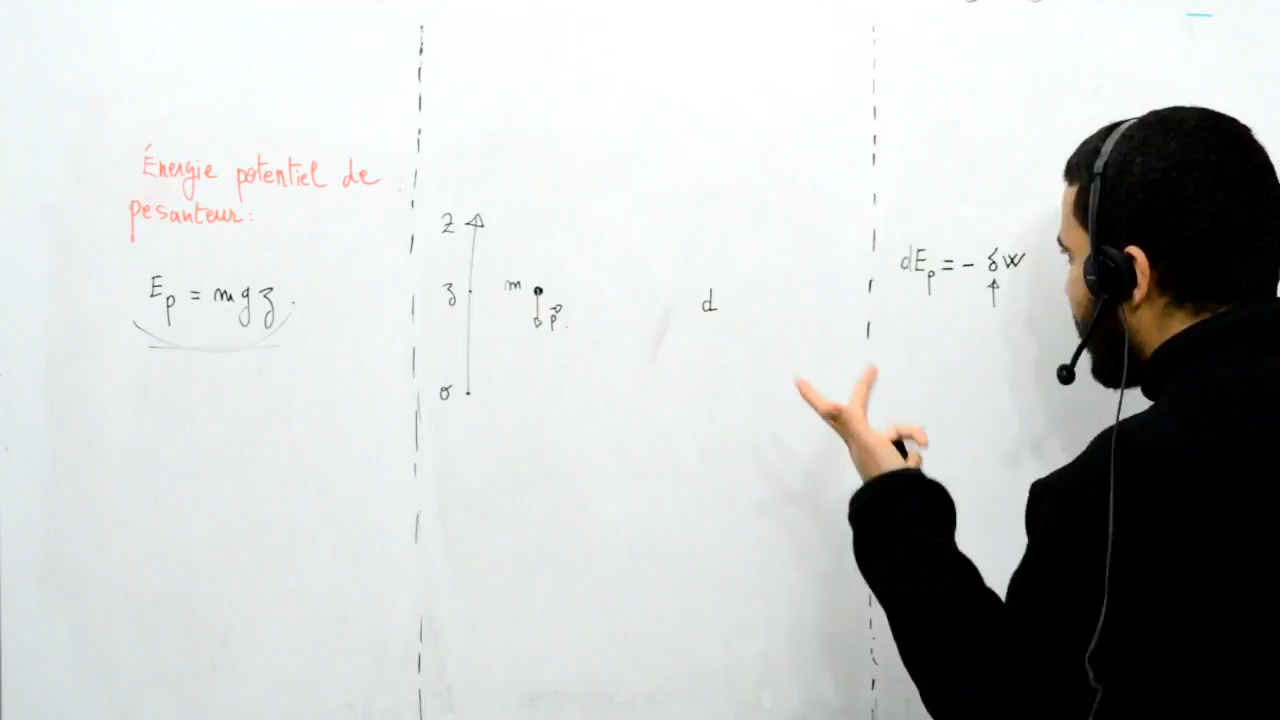 Énergie potentiel de
pesanteur:
Ep = mgz.
z
z
m
P⃗.
o
d
dEp = - δW